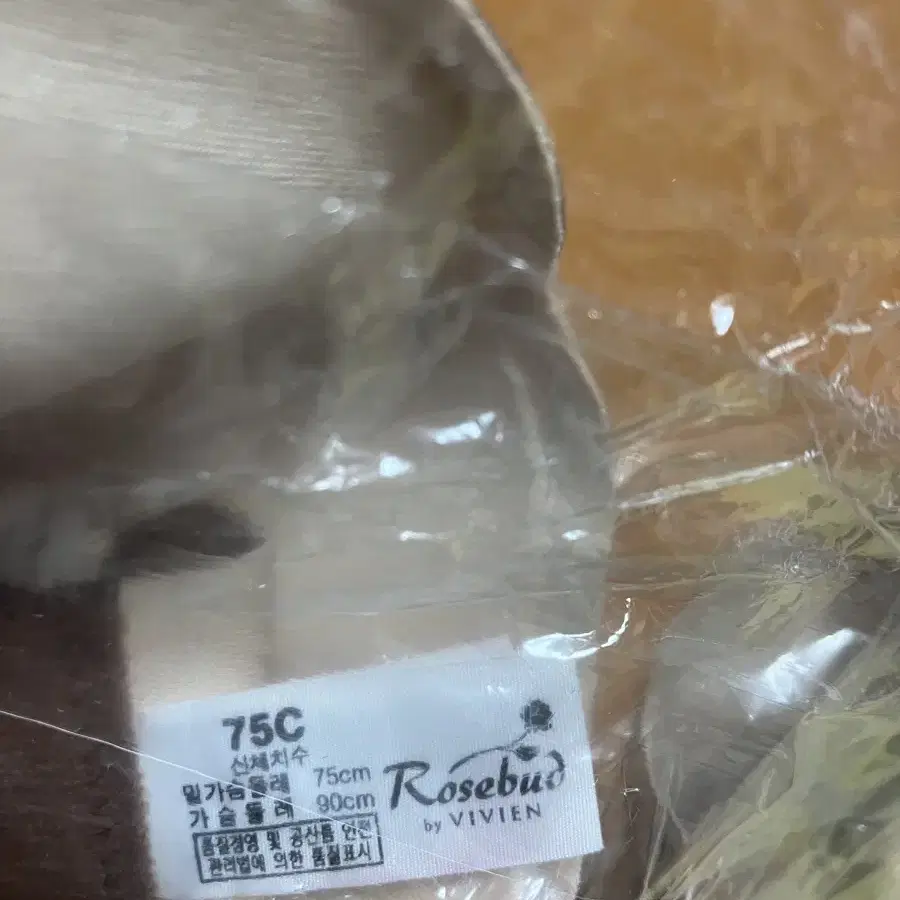 75C
신체치수
밑가슴둘레 75cm
가슴둘레 90cm
품질경영 및 공산품 안전
관리법에 의한 품질표시
Rosebud
by VIVIEN